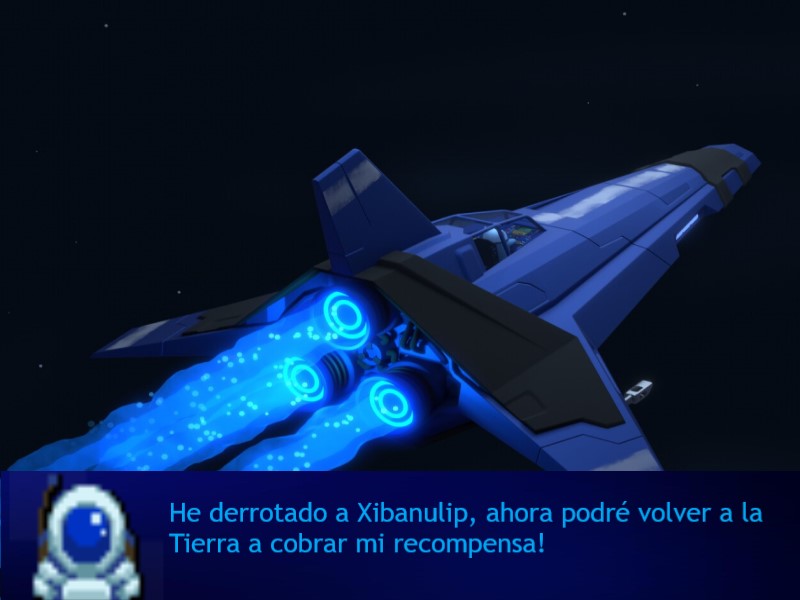 He derrotado a Xibanulip, ahora podré volver a la
Tierra a cobrar mi recompensa!